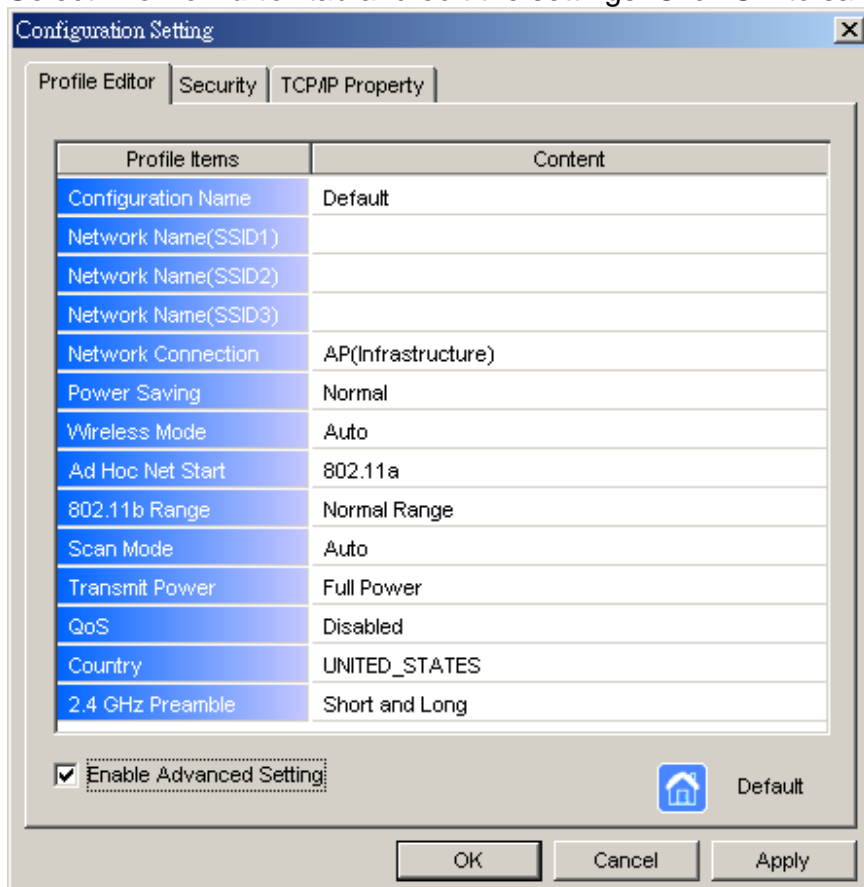 Configuration Setting
Profile Editor Security TCP/IP Property
Profile Items Content
Configuration Name Default
Network Name(SSID1)
Network Name(SSID2)
Network Name(SSID3)
Network Connection AP(Infrastructure)
Power Saving Normal
Wireless Mode Auto
Ad Hoc Net Start 802.11a
802.11b Range Normal Range
Scan Mode Auto
Transmit Power Full Power
QoS Disabled
Country UNITED_STATES
2.4 GHz Preamble Short and Long
Enable Advanced Setting
Default
OK Cancel Apply